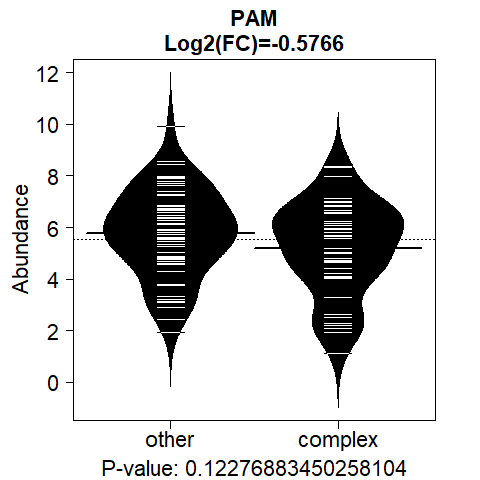 PAM
Log2(FC)=-0.5766
12
10
8
6
4
2
0
Abundance
other complex
P-value: 0.12276883450258104